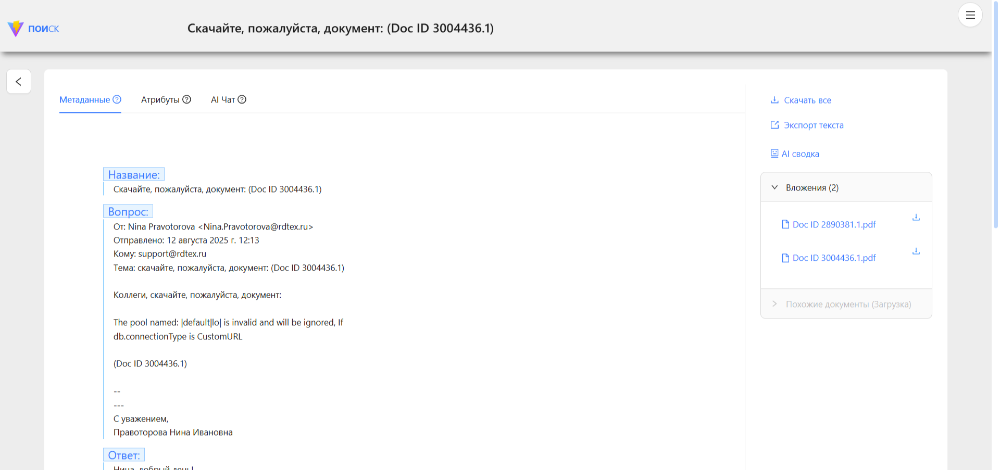 ПОИСК
Скачайте, пожалуйста, документ: (Doc ID 3004436.1)
Метаданные
Атрибуты
AI Чат
Скачать все
Экспорт текста
AI сводка
Вложения (2)
Doc ID 2890381.1.pdf
Doc ID 3004436.1.pdf
Похожие документы (Загрузка)
Название:
Скачайте, пожалуйста, документ: (Doc ID 3004436.1)
Вопрос:
От: Nina Pravotorova <Nina.Pravotorova@rdtex.ru>
Отправлено: 12 августа 2025 г. 12:13
Кому: support@rdtex.ru
Тема: скачайте, пожалуйста, документ: (Doc ID 3004436.1)
Коллеги, скачайте, пожалуйста, документ:
The pool named: |default|lo| is invalid and will be ignored, If
db.connectionType is CustomURL
(Doc ID 3004436.1)
--
---
С уважением,
Правоторова Нина Ивановна
Ответ:
Нина, добрый день!